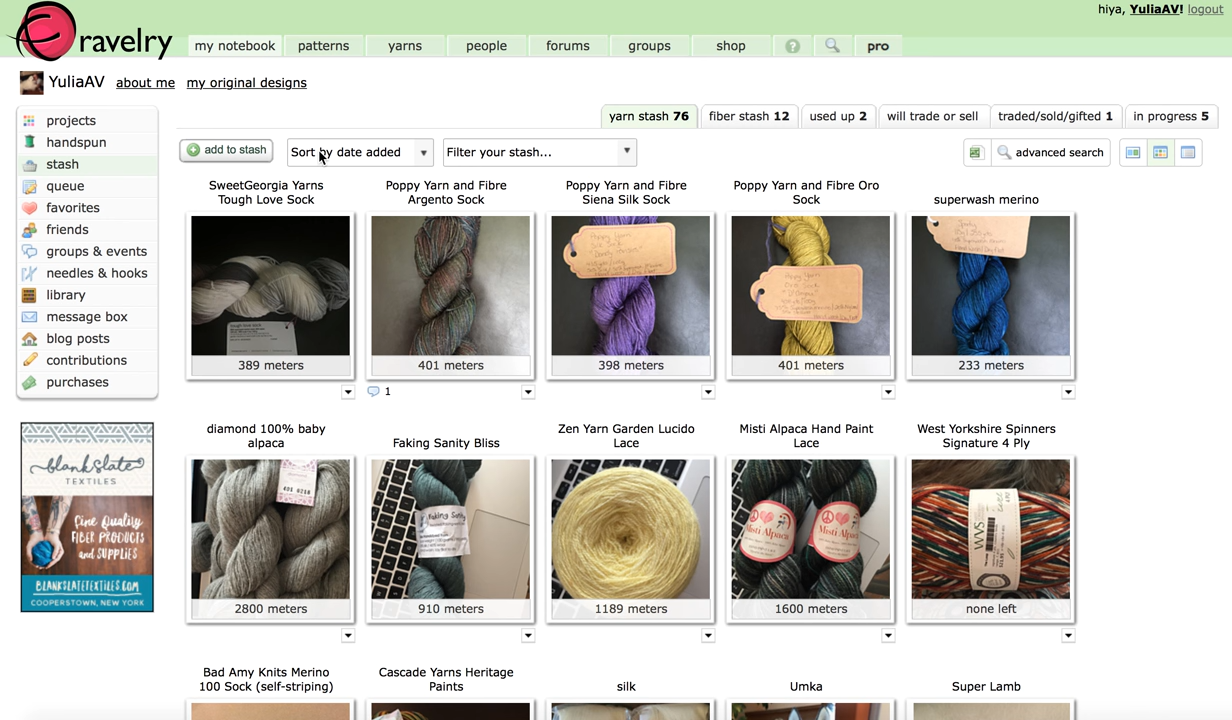 hiya, YuliaAV! logout
ravelry
my notebook patterns yarns people forums groups shop ? pro
YuliaAV about me my original designs
yarn stash 76 fiber stash 12 used up 2 will trade or sell traded/sold/gifted 1 in progress 5
projects
handspun
stash
queue
favorites
friends
groups & events
needles & hooks
library
message box
blog posts
contributions
purchases
blankslate
TEXTILES
Fine Quality
FIBER PRODUCTS
and SUPPLIES
BLANKSLATETEXTILES.COM
COOPERSTOWN, NEW YORK
add to stash Sort by date added Filter your stash... advanced search
SweetGeorgia Yarns
Tough Love Sock
389 meters
Poppy Yarn and Fibre
Argento Sock
401 meters
1
Poppy Yarn and Fibre
Siena Silk Sock
398 meters
Poppy Yarn and Fibre Oro
Sock
401 meters
superwash merino
233 meters
diamond 100% baby
alpaca
2800 meters
Faking Sanity Bliss
Faking Sanity
910 meters
Zen Yarn Garden Lucido
Lace
1189 meters
Misti Alpaca Hand Paint
Lace
Misti Alpaca
Misti Alpaca
1600 meters
West Yorkshire Spinners
Signature 4 Ply
WYS
none left
Bad Amy Knits Merino
100 Sock (self-striping)
Cascade Yarns Heritage
Paints
silk
Umka
Super Lamb